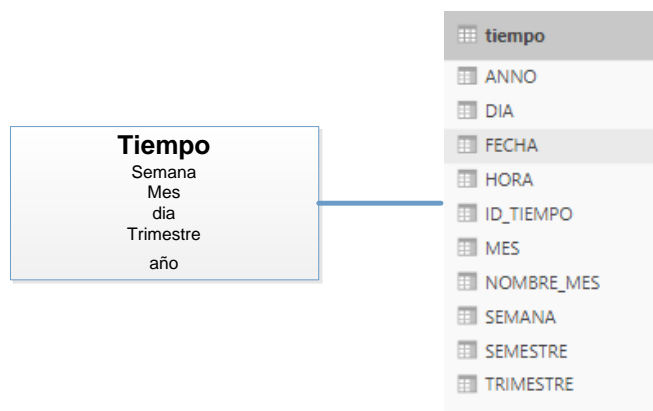 Tiempo
Semana
Mes
dia
Trimestre
año
tiempo
ANNO
DIA
FECHA
HORA
ID_TIEMPO
MES
NOMBRE_MES
SEMANA
SEMESTRE
TRIMESTRE